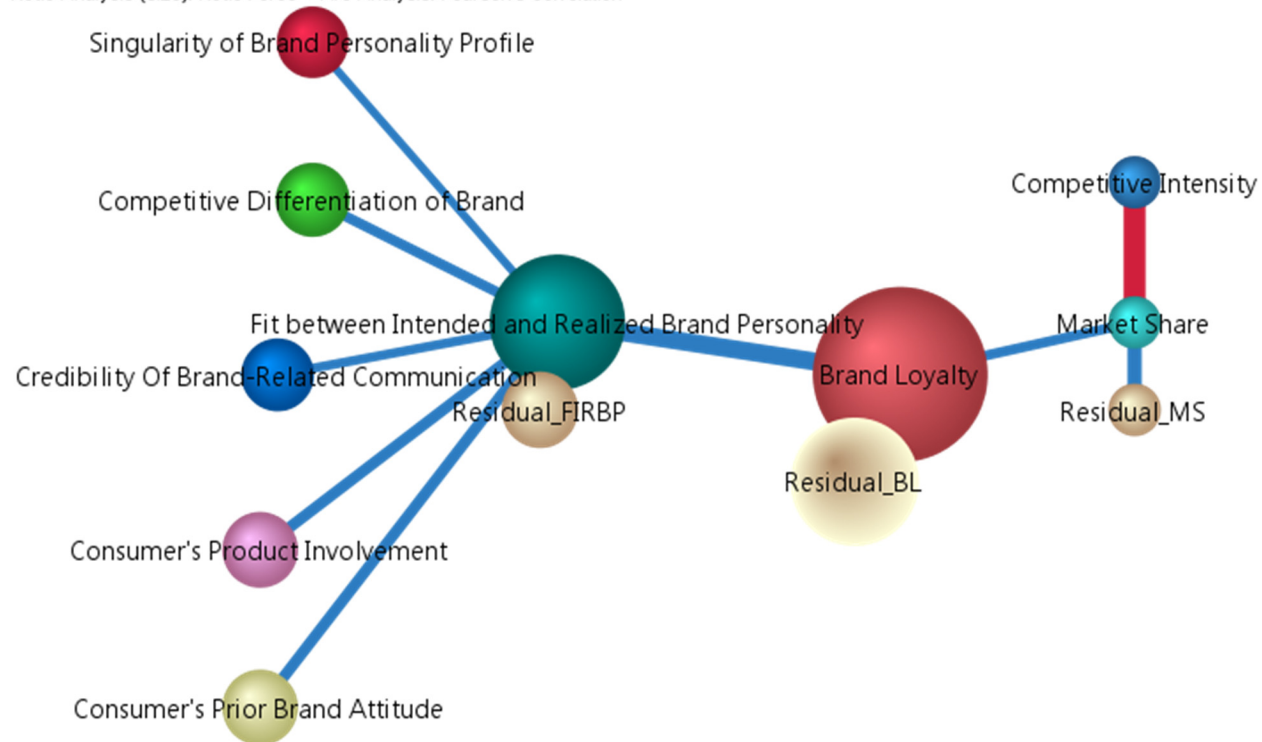 Singularity of Brand Personality Profile
Competitive Differentiation of Brand
Competitive Intensity
Fit between Intended and Realized Brand Personality
Market Share
Credibility Of Brand-Related Communication
Brand Loyalty
Residual_FIRBP
Residual_MS
Residual_BL
Consumer's Product Involvement
Consumer's Prior Brand Attitude